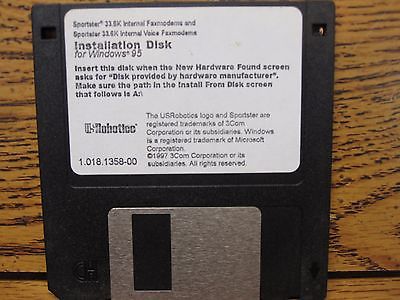 Sportster® 33.6K Internal Faxmodems and
Sportster 33.6K Internal Voice Faxmodems
Installation Disk
for Windows® 95
Insert this disk when the New Hardware Found screen
asks for "Disk provided by hardware manufacturer".
Make sure the path in the Install From Disk screen
that follows is A:\
The USRobotics logo and Sportster are
registered trademarks of 3Com
Corporation or its subsidiaries. Windows
is a registered trademark of Microsoft
Corporation.
©1997 3Com Corporation or its
subsidiaries. All rights reserved.
USRobotics®
1.018.1358-00